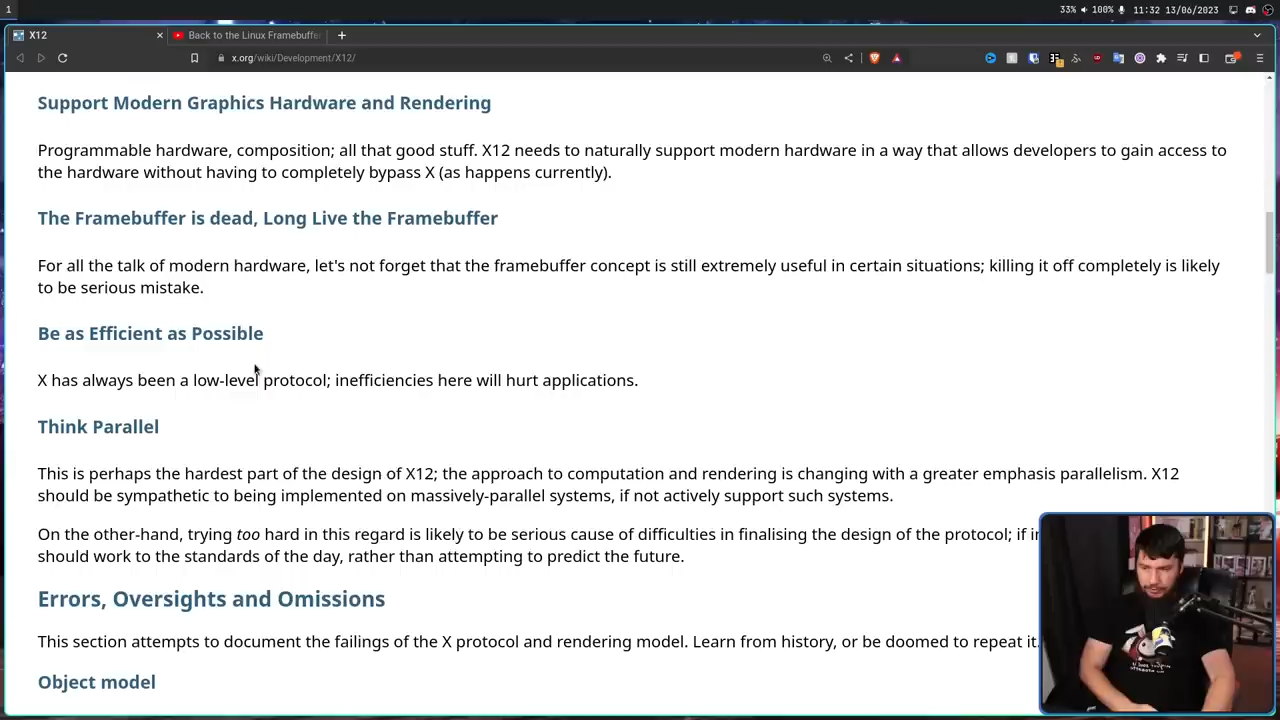 1
33%
100%
11:32 13/06/2023
X12
Back to the Linux Framebuffer
x.org/wiki/Development/X12/
Support Modern Graphics Hardware and Rendering
Programmable hardware, composition; all that good stuff. X12 needs to naturally support modern hardware in a way that allows developers to gain access to
the hardware without having to completely bypass X (as happens currently).
The Framebuffer is dead, Long Live the Framebuffer
For all the talk of modern hardware, let's not forget that the framebuffer concept is still extremely useful in certain situations; killing it off completely is likely
to be serious mistake.
Be as Efficient as Possible
X has always been a low-level protocol; inefficiencies here will hurt applications.
Think Parallel
This is perhaps the hardest part of the design of X12; the approach to computation and rendering is changing with a greater emphasis parallelism. X12
should be sympathetic to being implemented on massively-parallel systems, if not actively support such systems.
On the other-hand, trying too hard in this regard is likely to be serious cause of difficulties in finalising the design of the protocol; if
should work to the standards of the day, rather than attempting to predict the future.
Errors, Oversights and Omissions
This section attempts to document the failings of the X protocol and rendering model. Learn from history, or be doomed to repeat it.
Object model